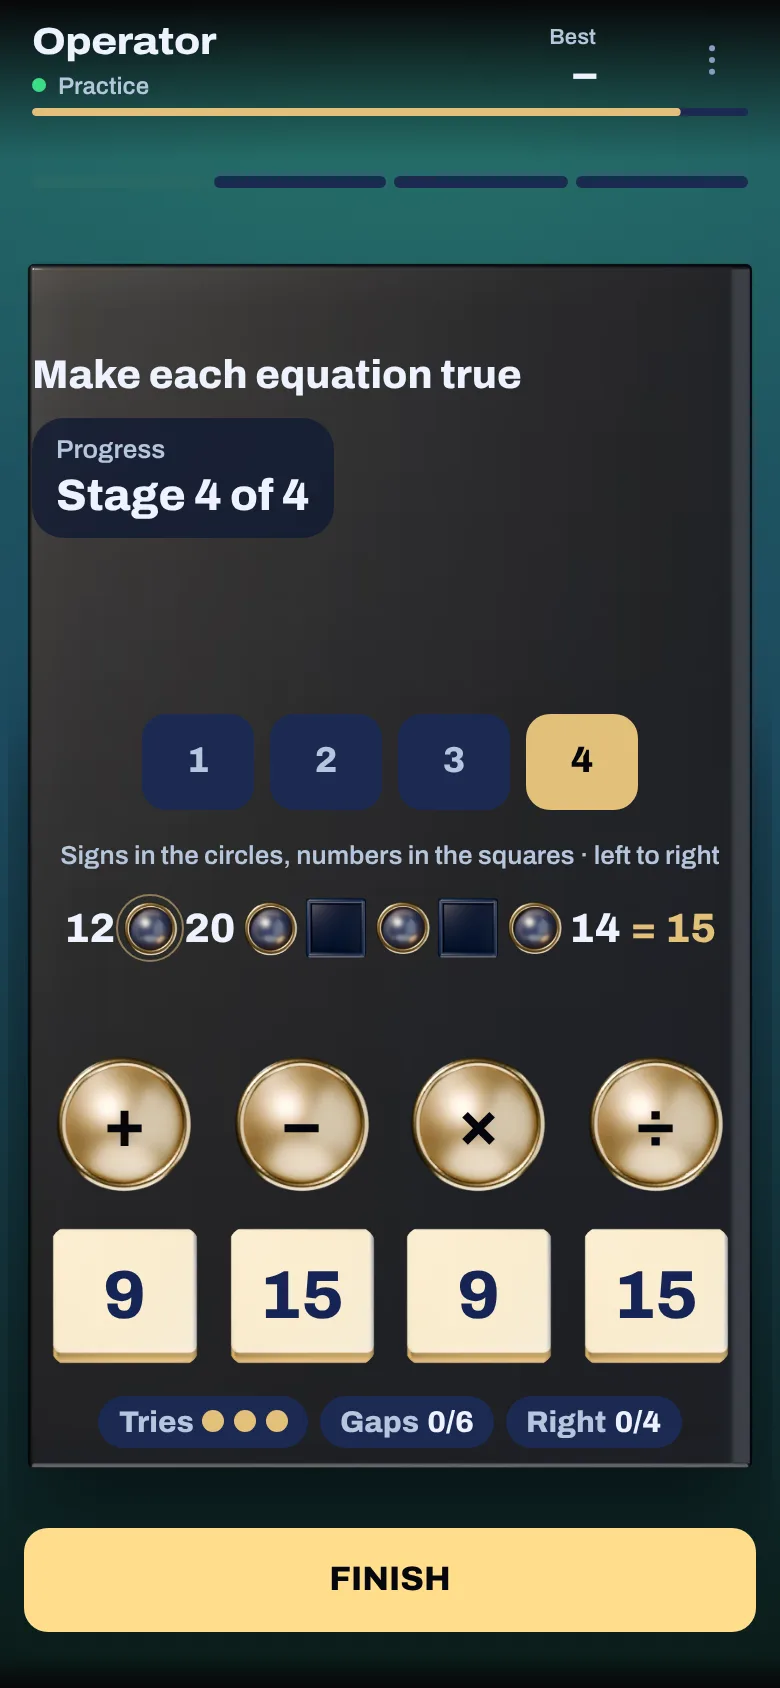 Operator
Best
Practice
–
Make each equation true
Progress
Stage 4 of 4
1 2 3 4
Signs in the circles, numbers in the squares · left to right
12 20 14 = 15
+ − × ÷
9 15 9 15
Tries Gaps 0/6 Right 0/4
FINISH